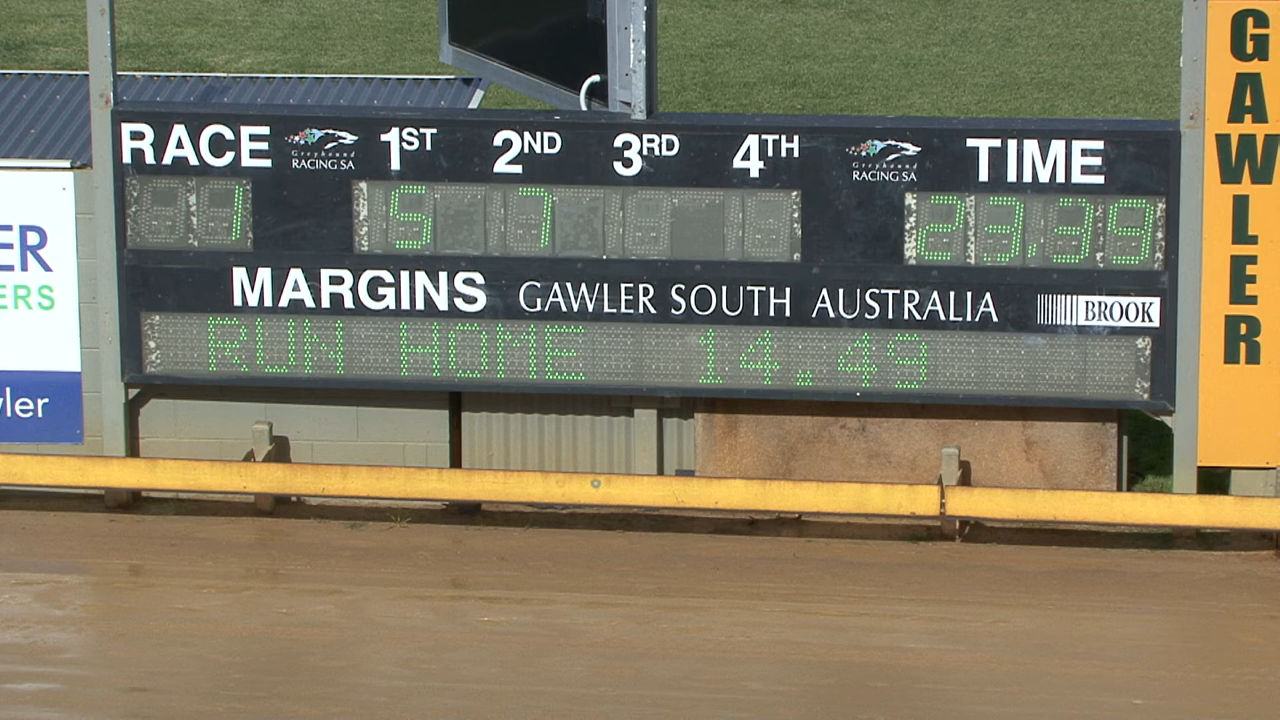 RACE
Greyhound
RACING SA
1ST 2ND 3RD 4TH
Greyhound
RACING SA
TIME
1 5 7 23.39
MARGINS GAWLER SOUTH AUSTRALIA BROOK
RUN HOME 14.49
GAWLER
ER
ERS
ler